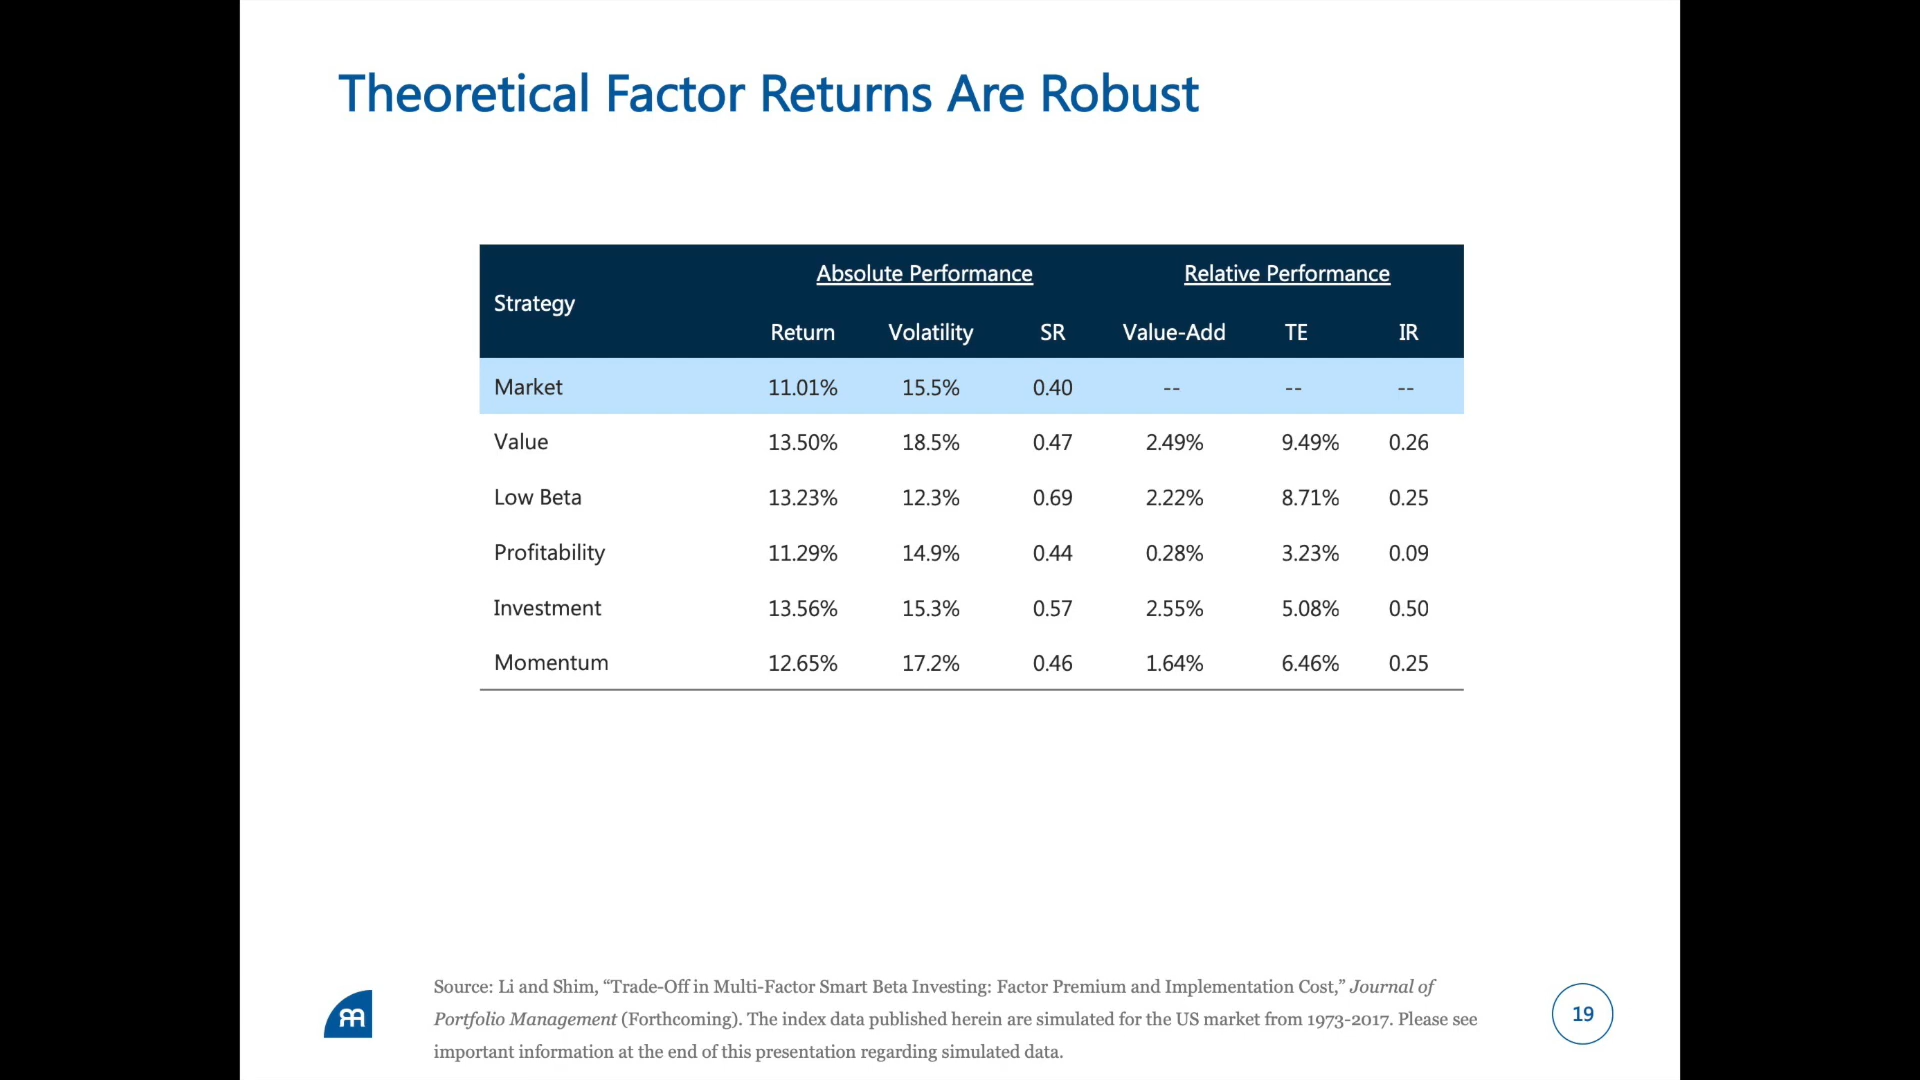 Theoretical Factor Returns Are Robust
Absolute Performance Relative Performance
Strategy
Return Volatility SR Value-Add TE IR
Market 11.01% 15.5% 0.40 -- -- --
Value 13.50% 18.5% 0.47 2.49% 9.49% 0.26
Low Beta 13.23% 12.3% 0.69 2.22% 8.71% 0.25
Profitability 11.29% 14.9% 0.44 0.28% 3.23% 0.09
Investment 13.56% 15.3% 0.57 2.55% 5.08% 0.50
Momentum 12.65% 17.2% 0.46 1.64% 6.46% 0.25
Source: Li and Shim, “Trade-Off in Multi-Factor Smart Beta Investing: Factor Premium and Implementation Cost,” Journal of
Portfolio Management (Forthcoming). The index data published herein are simulated for the US market from 1973-2017. Please see
important information at the end of this presentation regarding simulated data.
19